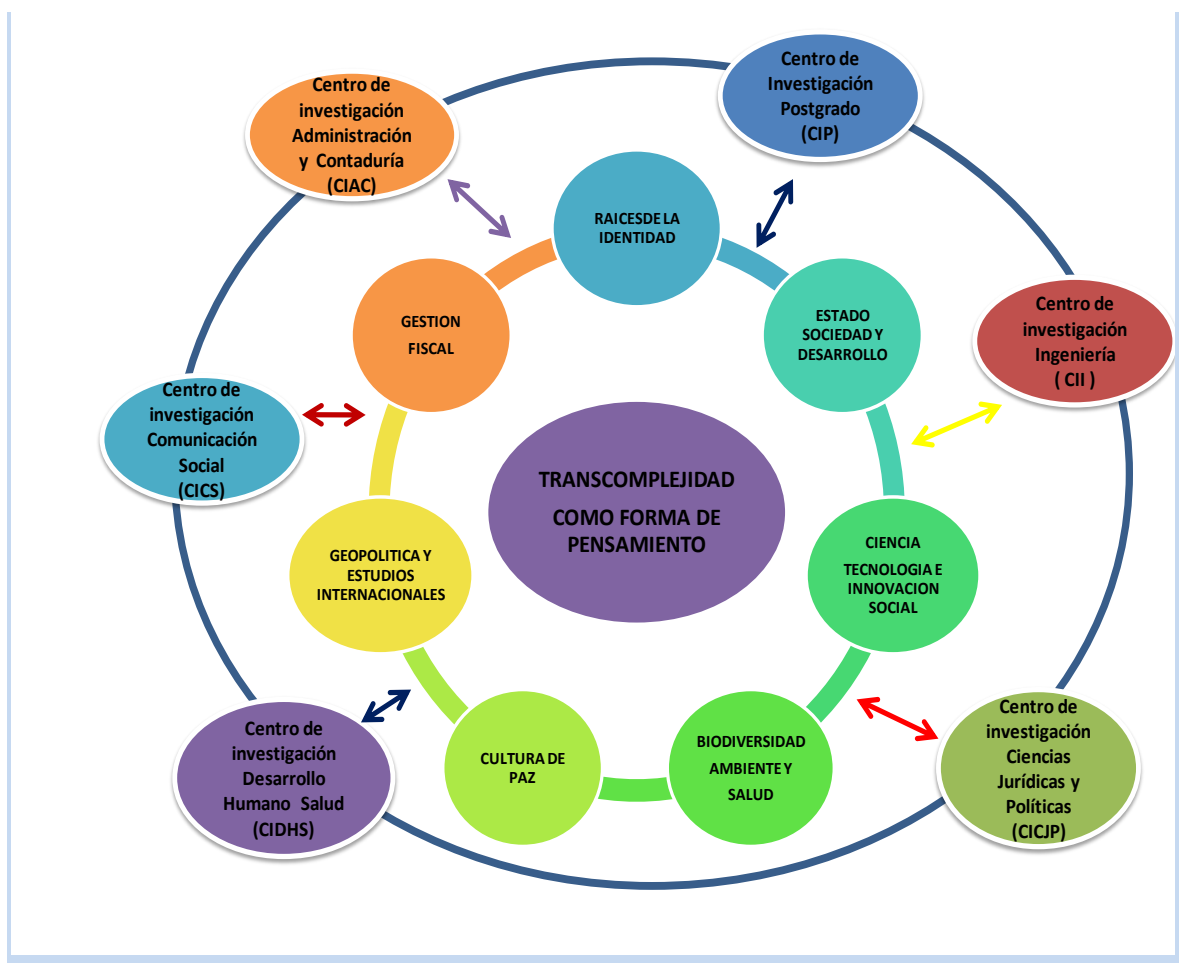 Centro de
Investigación
Postgrado
(CIP)
Centro de
investigación
Administración
y Contaduría
(CIAC)
RAICESDE LA
IDENTIDAD
Centro de
investigación
Ingeniería
( CII )
ESTADO
SOCIEDAD Y
DESARROLLO
GESTION
FISCAL
Centro de
investigación
Comunicación
Social
(CICS)
TRANSCOMPLEJIDAD
COMO FORMA DE
PENSAMIENTO
CIENCIA
TECNOLOGIA E
INNOVACION
SOCIAL
GEOPOLITICA Y
ESTUDIOS
INTERNACIONALES
Centro de
investigación
Ciencias
Jurídicas y
Políticas
(CICJP)
BIODIVERSIDAD
AMBIENTE Y
SALUD
CULTURA DE
PAZ
Centro de
investigación
Desarrollo
Humano Salud
(CIDHS)